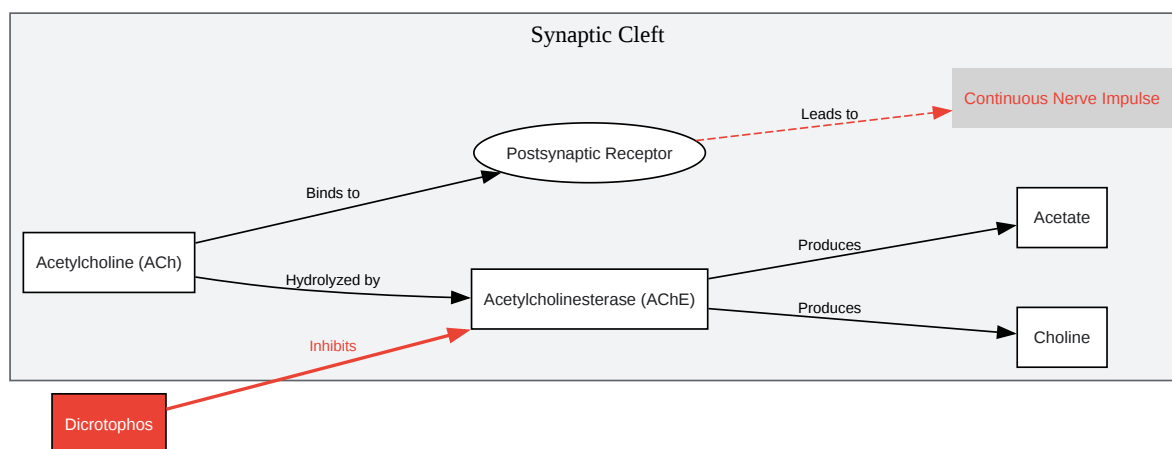 Synaptic Cleft
Continuous Nerve Impulse
Leads to
Postsynaptic Receptor
Binds to
Acetate
Produces
Acetylcholine (ACh)
Hydrolyzed by
Acetylcholinesterase (AChE)
Produces
Choline
Inhibits
Dicrotophos